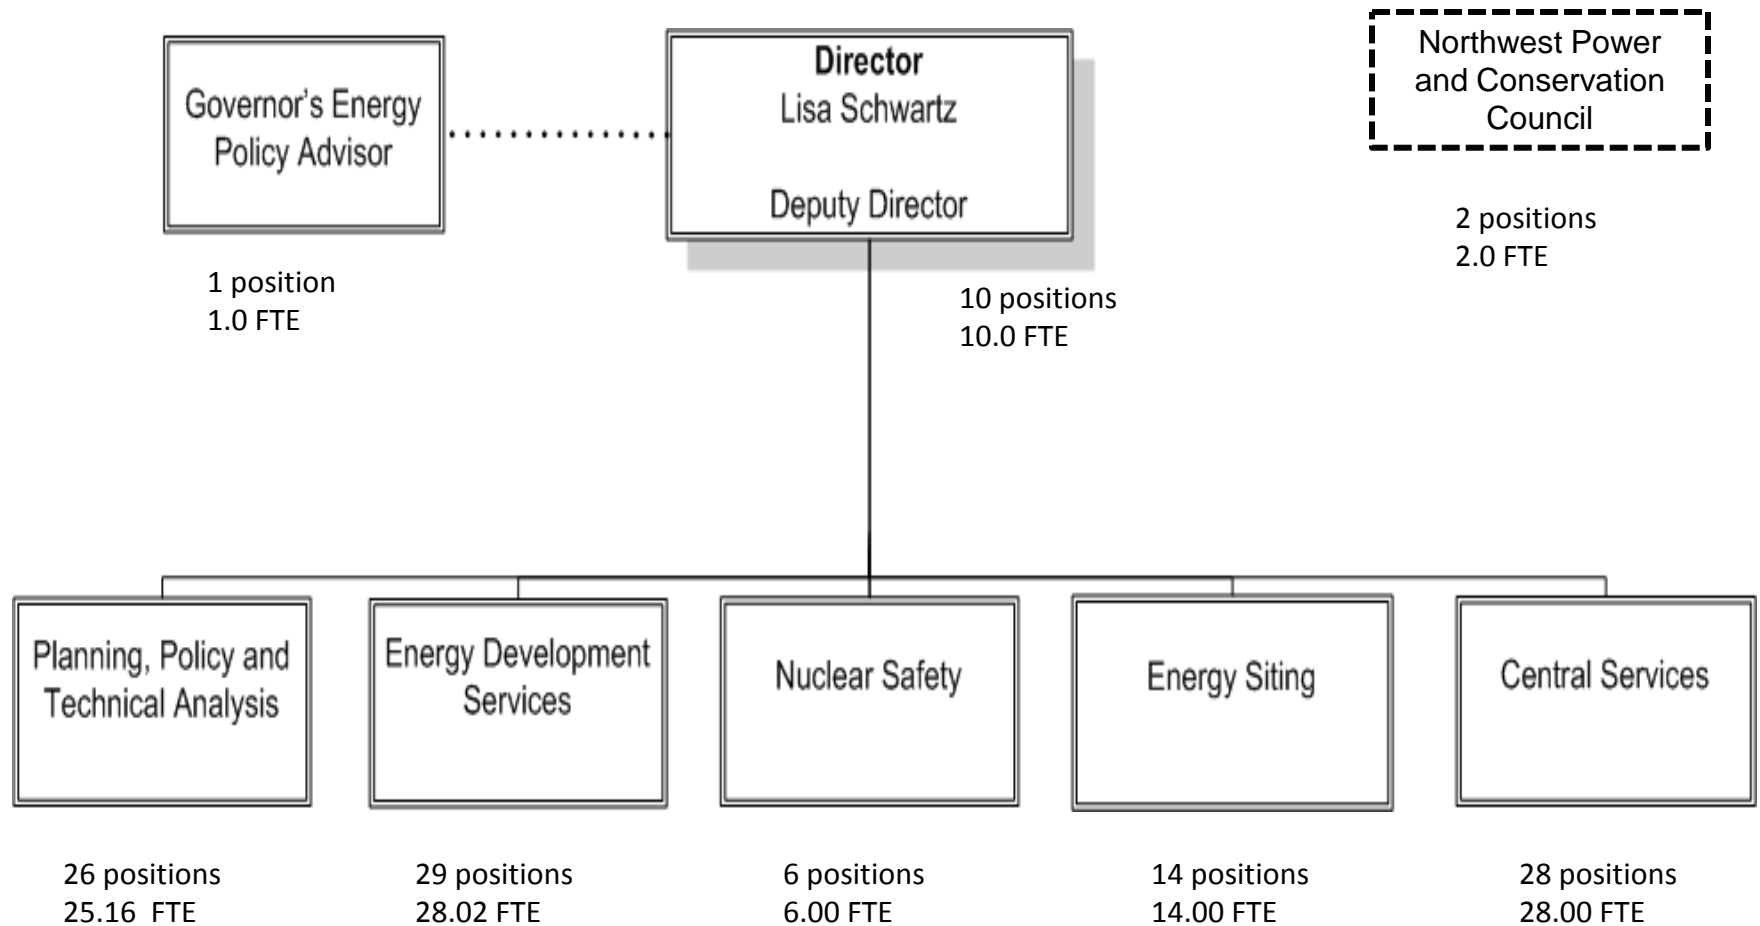 Governor's Energy
Policy Advisor
1 position
1.0 FTE
Director
Lisa Schwartz
Deputy Director
10 positions
10.0 FTE
Northwest Power
and Conservation
Council
2 positions
2.0 FTE
Planning, Policy and
Technical Analysis
26 positions
25.16 FTE
Energy Development
Services
29 positions
28.02 FTE
Nuclear Safety
6 positions
6.00 FTE
Energy Siting
14 positions
14.00 FTE
Central Services
28 positions
28.00 FTE